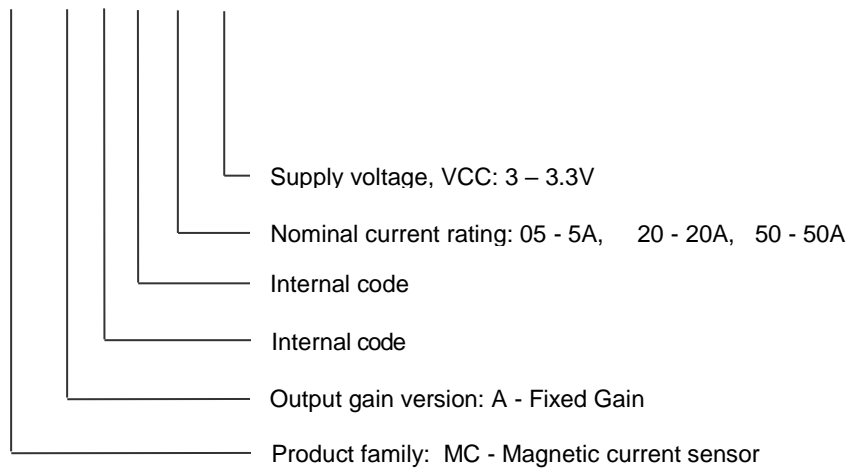 Supply voltage, VCC: 3 – 3.3V
Nominal current rating: 05 - 5A, 20 - 20A, 50 - 50A
Internal code
Internal code
Output gain version: A - Fixed Gain
Product family: MC - Magnetic current sensor